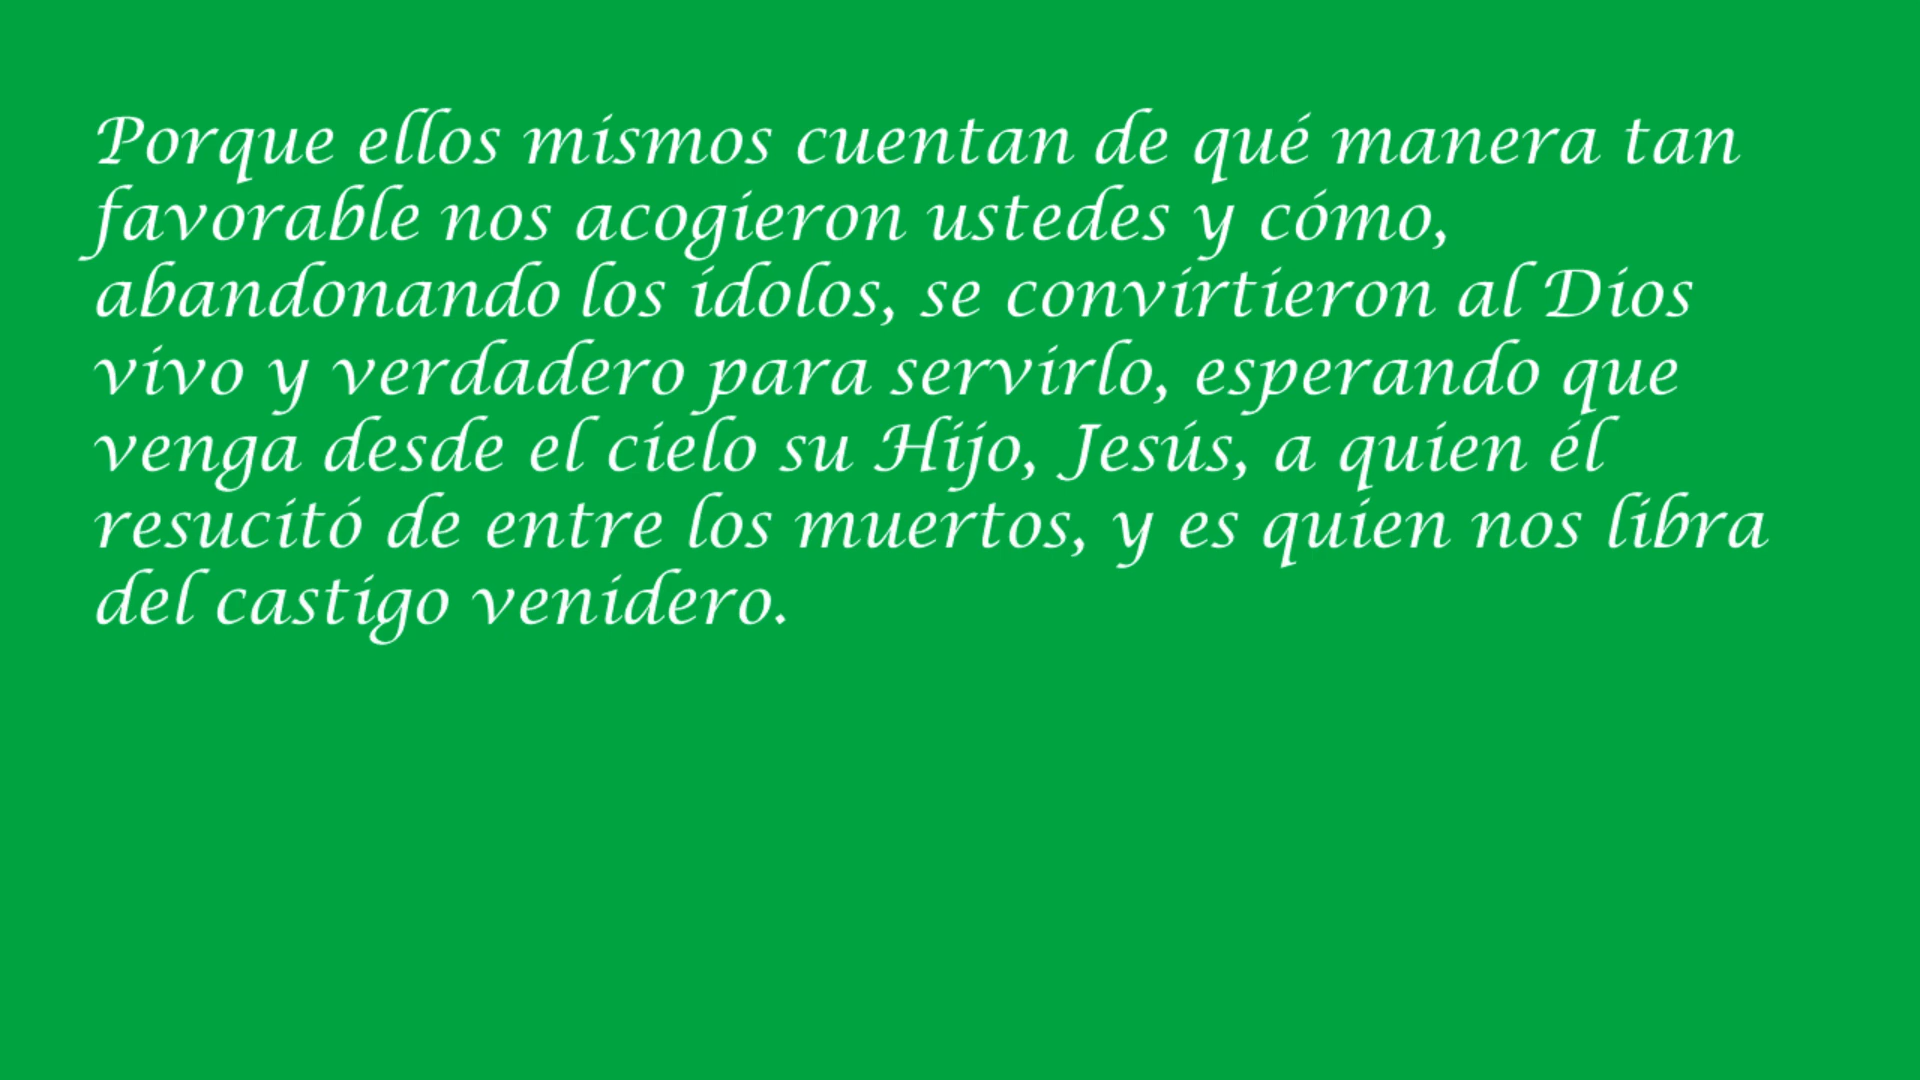 Porque ellos mismos cuentan de qué manera tan
favorable nos acogieron ustedes y cómo,
abandonando los ídolos, se convirtieron al Dios
vivo y verdadero para servirlo, esperando que
venga desde el cielo su Hijo, Jesús, a quien él
resucitó de entre los muertos, y es quien nos libra
del castigo venidero.